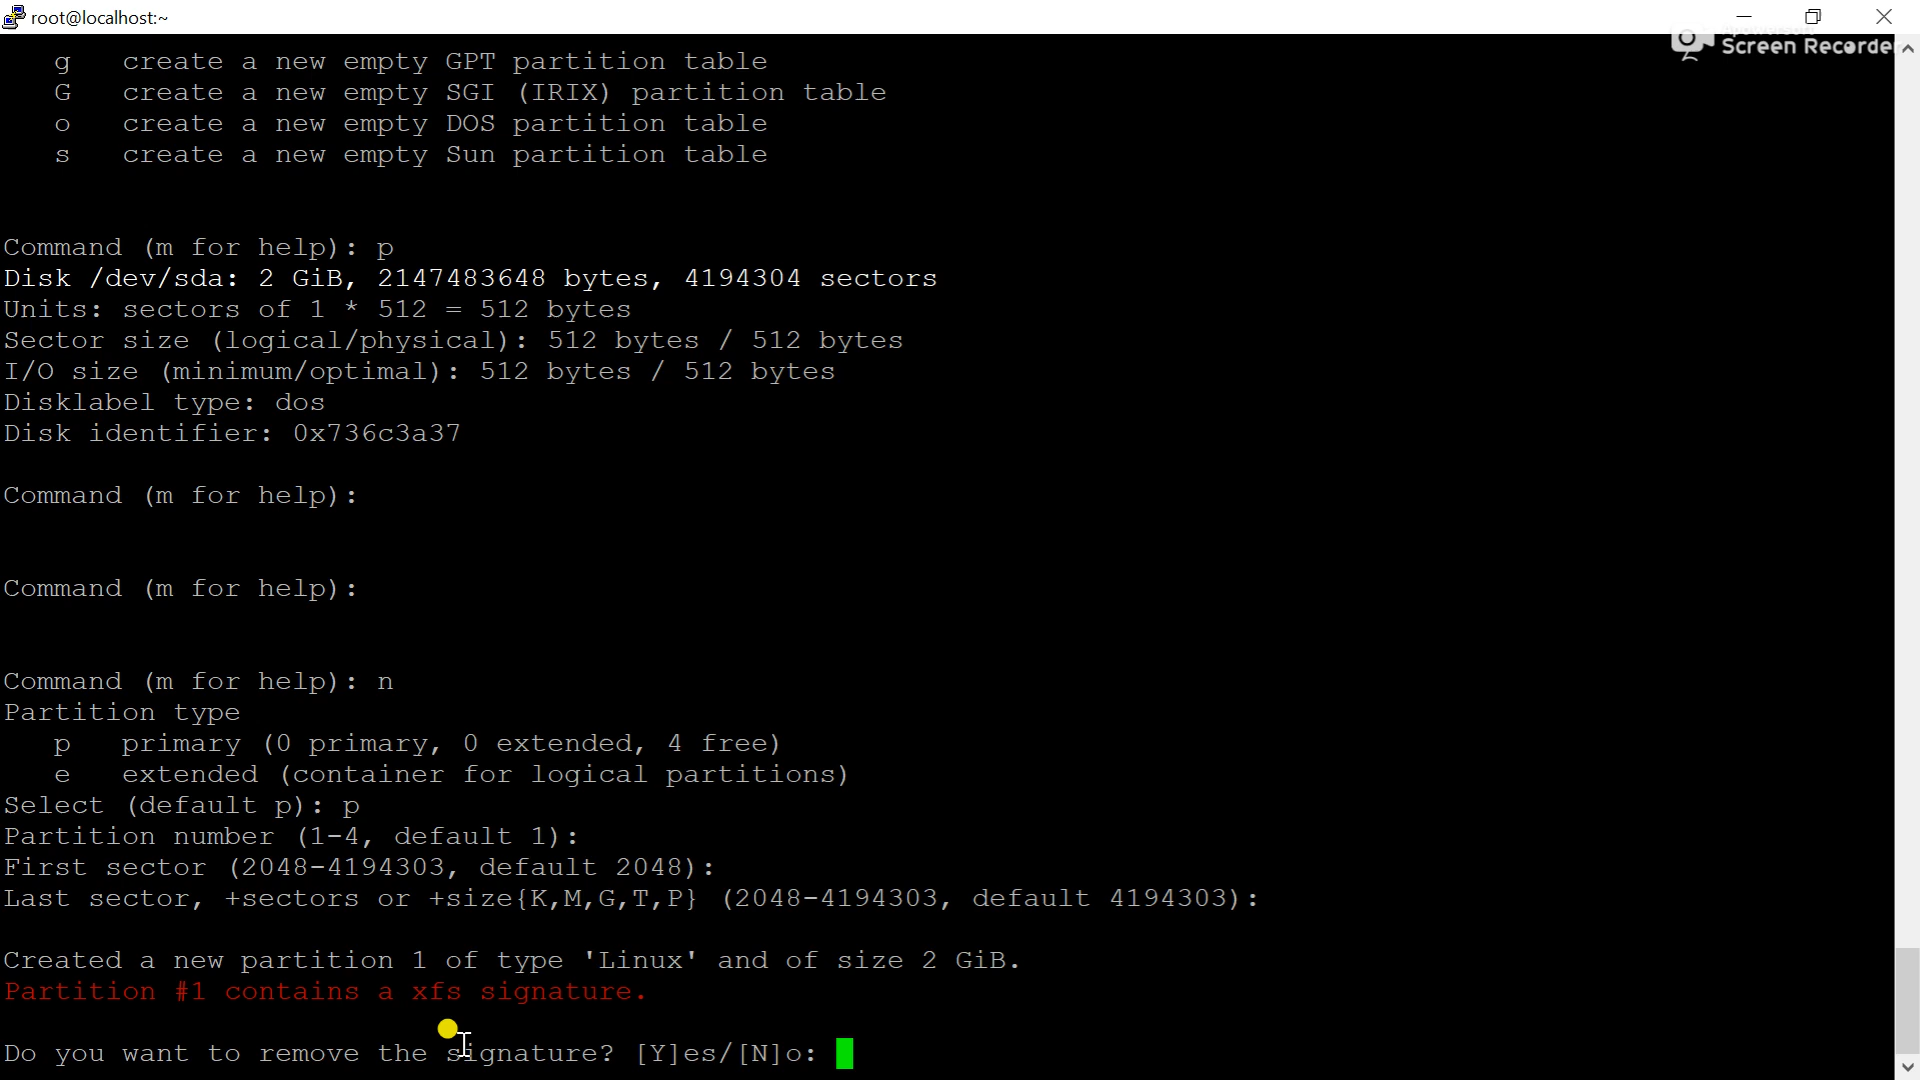 root@localhost:~
Screen Recorder
g create a new empty GPT partition table
G create a new empty SGI (IRIX) partition table
o create a new empty DOS partition table
s create a new empty Sun partition table
Command (m for help): p
Disk /dev/sda: 2 GiB, 2147483648 bytes, 4194304 sectors
Units: sectors of 1 * 512 = 512 bytes
Sector size (logical/physical): 512 bytes / 512 bytes
I/O size (minimum/optimal): 512 bytes / 512 bytes
Disklabel type: dos
Disk identifier: 0x736c3a37
Command (m for help):
Command (m for help):
Command (m for help): n
Partition type
p primary (0 primary, 0 extended, 4 free)
e extended (container for logical partitions)
Select (default p): p
Partition number (1-4, default 1):
First sector (2048-4194303, default 2048):
Last sector, +sectors or +size{K,M,G,T,P} (2048-4194303, default 4194303):
Created a new partition 1 of type 'Linux' and of size 2 GiB.
Partition #1 contains a xfs signature.
Do you want to remove the signature? [Y]es/[N]o: